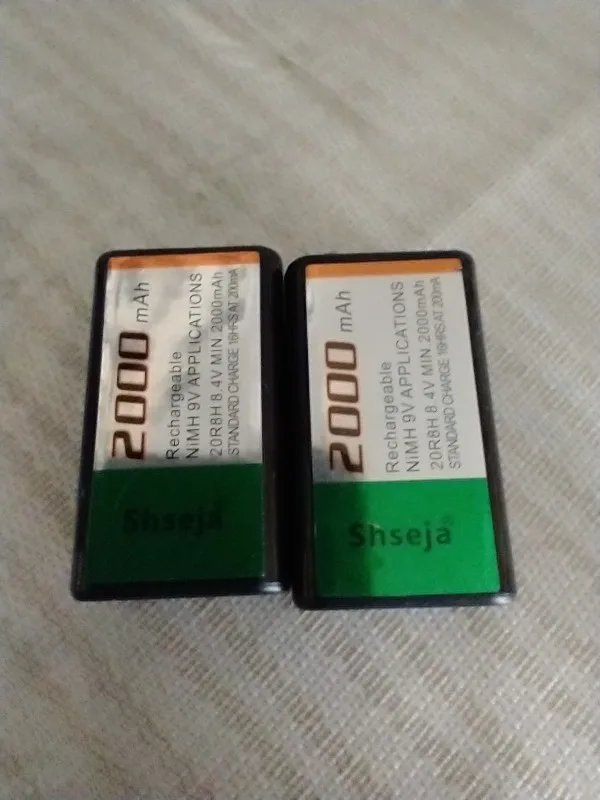 2000 mAh
Rechargeable
NiMH 9V APPLICATIONS
20R8H 8.4V MIN 2000mAh
STANDARD CHARGE 16HRS AT 200mA
Shseja
2000 mAh
Rechargeable
NiMH 9V APPLICATIONS
20R8H 8.4V MIN 2000mAh
STANDARD CHARGE 16HRS AT 200mA
Shseja